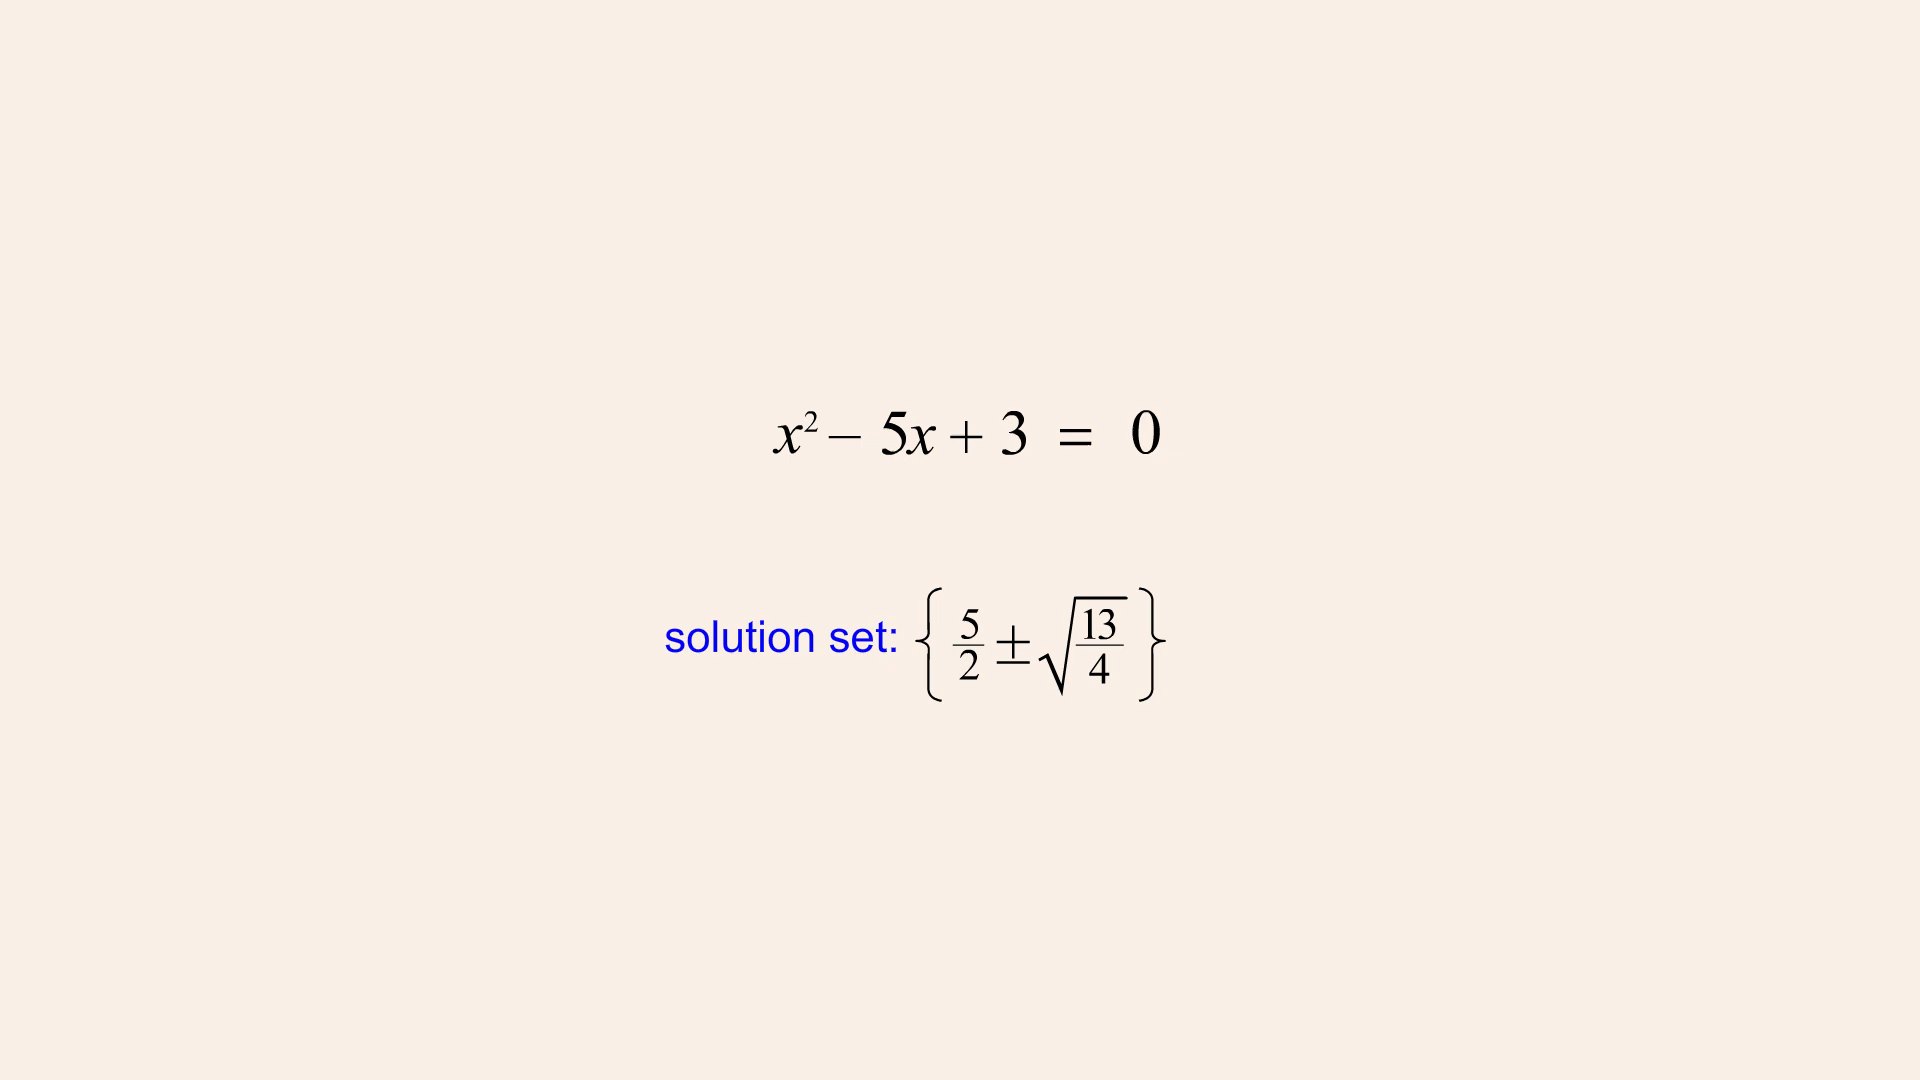 x² − 5x + 3 = 0
solution set: { 5/2 ± √(13/4) }